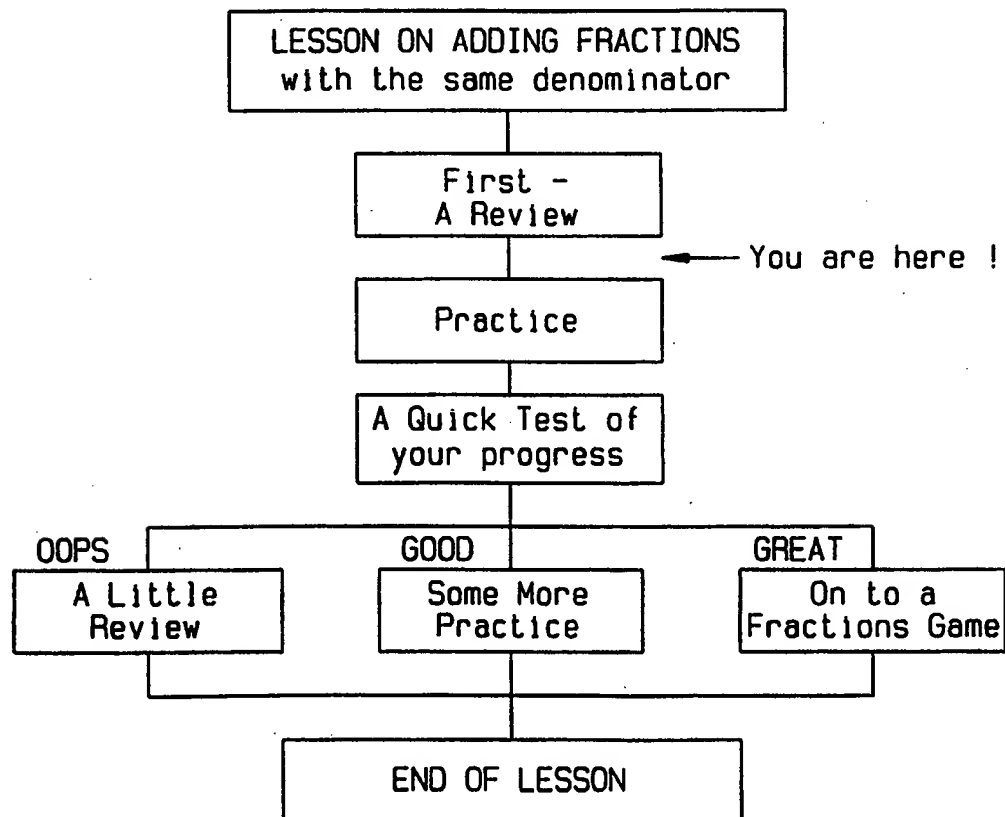 LESSON ON ADDING FRACTIONS
with the same denominator
First -
A Review
You are here !
Practice
A Quick Test of
your progress
OOPS
GOOD
GREAT
A Little
Review
Some More
Practice
On to a
Fractions Game
END OF LESSON